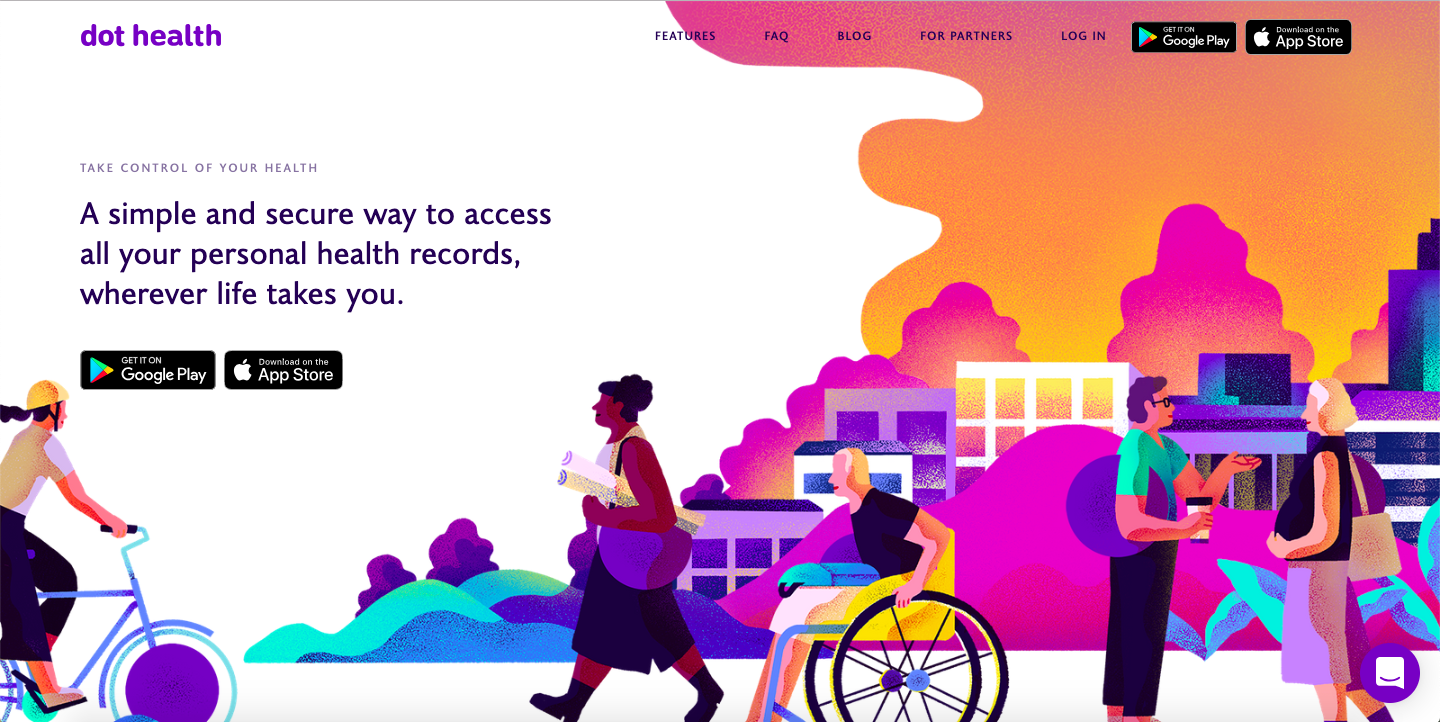 dot health
FEATURES
FAQ
BLOG
FOR PARTNERS
LOG IN
GET IT ON
Google Play
Download on the
App Store
TAKE CONTROL OF YOUR HEALTH
A simple and secure way to access
all your personal health records,
wherever life takes you.
GET IT ON
Google Play
Download on the
App Store